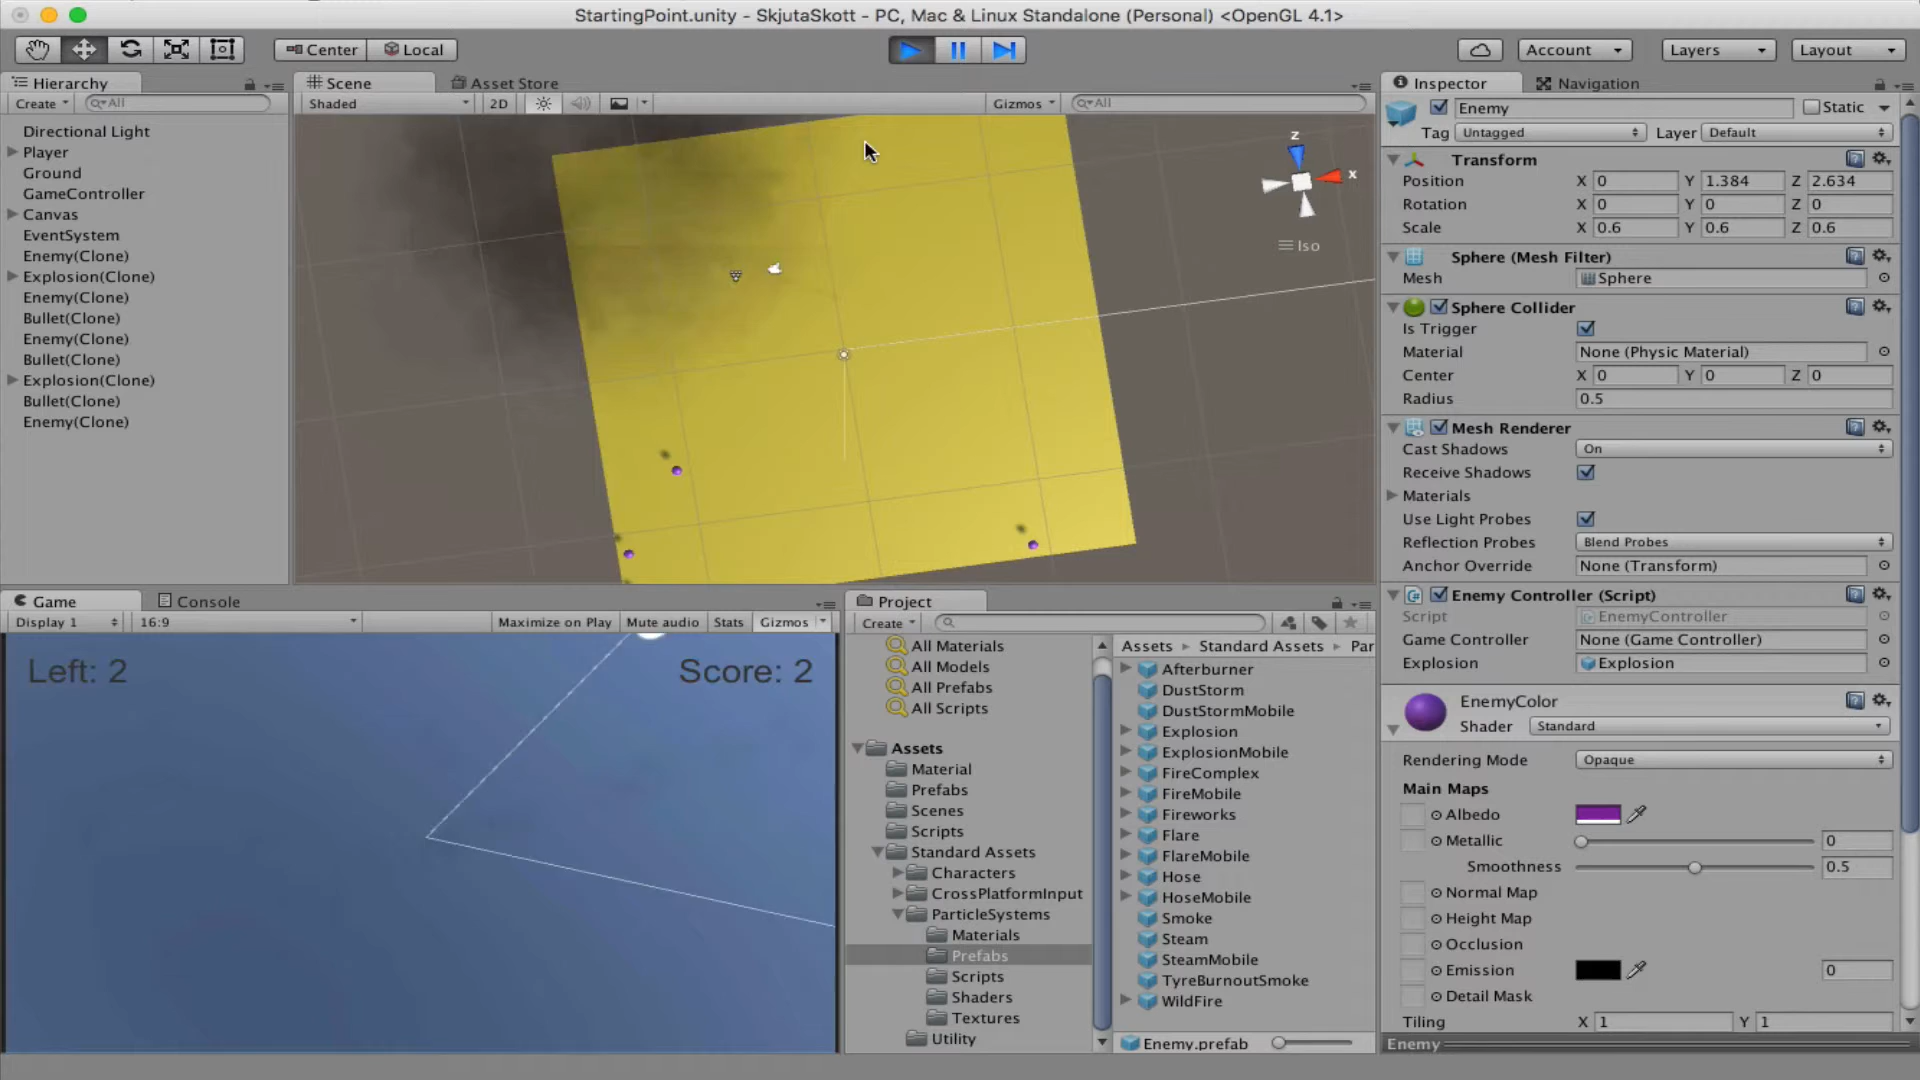 StartingPoint.unity - SkjutaSkott - PC, Mac & Linux Standalone (Personal) <OpenGL 4.1>
Center Local
Account Layers Layout
Hierarchy
Create All
Directional Light
Player
Ground
GameController
Canvas
EventSystem
Enemy(Clone)
Explosion(Clone)
Enemy(Clone)
Bullet(Clone)
Enemy(Clone)
Bullet(Clone)
Explosion(Clone)
Bullet(Clone)
Enemy(Clone)
Scene Asset Store
Shaded 2D Gizmos All
z
x
Iso
Game Console
Display 1 16:9 Maximize on Play Mute audio Stats Gizmos
Left: 2 Score: 2
Project
Create
All Materials
All Models
All Prefabs
All Scripts
Assets
Material
Prefabs
Scenes
Scripts
Standard Assets
Characters
CrossPlatformInput
ParticleSystems
Materials
Prefabs
Scripts
Shaders
Textures
Utility
Assets Standard Assets Par
Afterburner
DustStorm
DustStormMobile
Explosion
ExplosionMobile
FireComplex
FireMobile
Fireworks
Flare
FlareMobile
Hose
HoseMobile
Smoke
Steam
SteamMobile
TyreBurnoutSmoke
WildFire
Enemy.prefab
Inspector Navigation
Enemy Static
Tag Untagged Layer Default
Transform
Position X 0 Y 1.384 Z 2.634
Rotation X 0 Y 0 Z 0
Scale X 0.6 Y 0.6 Z 0.6
Sphere (Mesh Filter)
Mesh Sphere
Sphere Collider
Is Trigger
Material None (Physic Material)
Center X 0 Y 0 Z 0
Radius 0.5
Mesh Renderer
Cast Shadows On
Receive Shadows
Materials
Use Light Probes
Reflection Probes Blend Probes
Anchor Override None (Transform)
Enemy Controller (Script)
Script EnemyController
Game Controller None (Game Controller)
Explosion Explosion
EnemyColor
Shader Standard
Rendering Mode Opaque
Main Maps
Albedo
Metallic 0
Smoothness 0.5
Normal Map
Height Map
Occlusion
Emission 0
Detail Mask
Tiling X 1 Y 1
Enemy